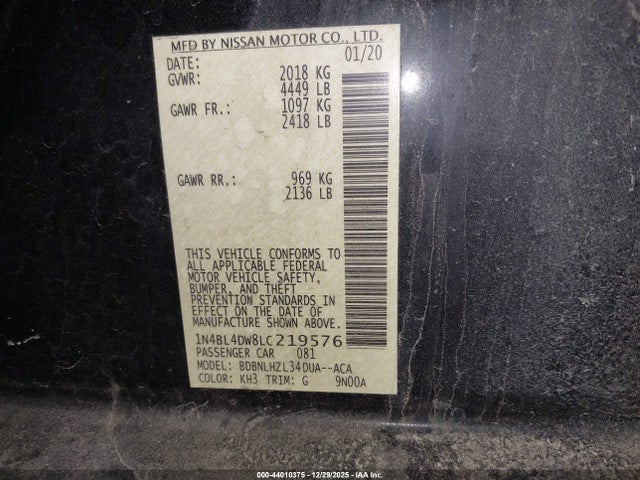 MFD BY NISSAN MOTOR CO., LTD.
DATE: 01/20
GVWR: 2018 KG
4449 LB
GAWR FR.: 1097 KG
2418 LB
GAWR RR.: 969 KG
2136 LB
THIS VEHICLE CONFORMS TO
ALL APPLICABLE FEDERAL
MOTOR VEHICLE SAFETY,
BUMPER, AND THEFT
PREVENTION STANDARDS IN
EFFECT ON THE DATE OF
MANUFACTURE SHOWN ABOVE.
1N4BL4DW8LC219576
PASSENGER CAR 081
MODEL: BDBNLHZL34DUA--ACA
COLOR: KH3 TRIM: G 9N00A
000-44010375 • 12/29/2025 • IAA Inc.